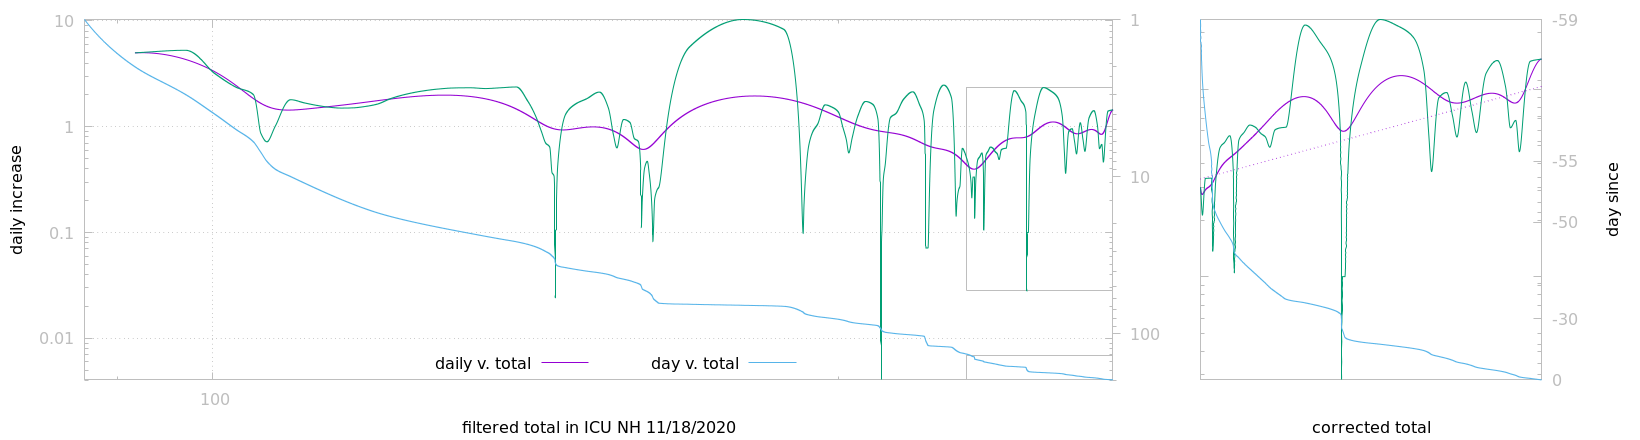 10
1
0.1
0.01
daily increase
daily v. total
day v. total
100
filtered total in ICU NH 11/18/2020
1
10
100
-59
-55
-50
-30
0
day since
corrected total